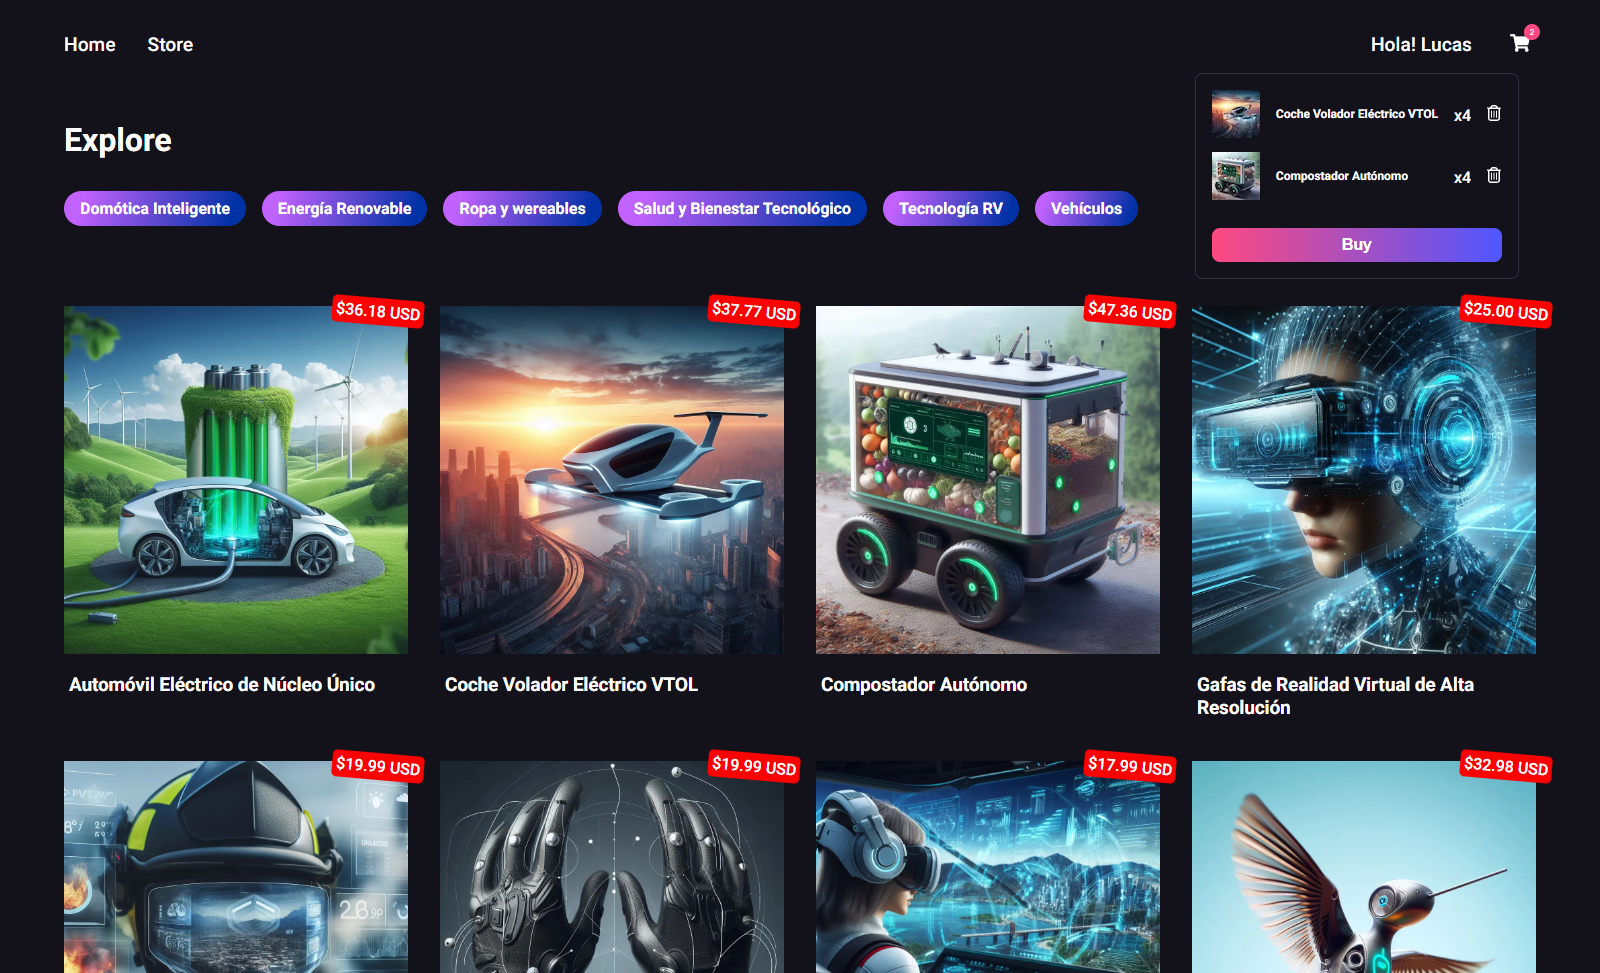 Home
Store
Hola! Lucas
2
Coche Volador Eléctrico VTOL
x4
Compostador Autónomo
x4
Buy
Explore
Domótica Inteligente
Energía Renovable
Ropa y wereables
Salud y Bienestar Tecnológico
Tecnología RV
Vehículos
$36.18 USD
$37.77 USD
$47.36 USD
$25.00 USD
3
Automóvil Eléctrico de Núcleo Único
Coche Volador Eléctrico VTOL
Compostador Autónomo
Gafas de Realidad Virtual de Alta
Resolución
$19.99 USD
$19.99 USD
$17.99 USD
$32.98 USD